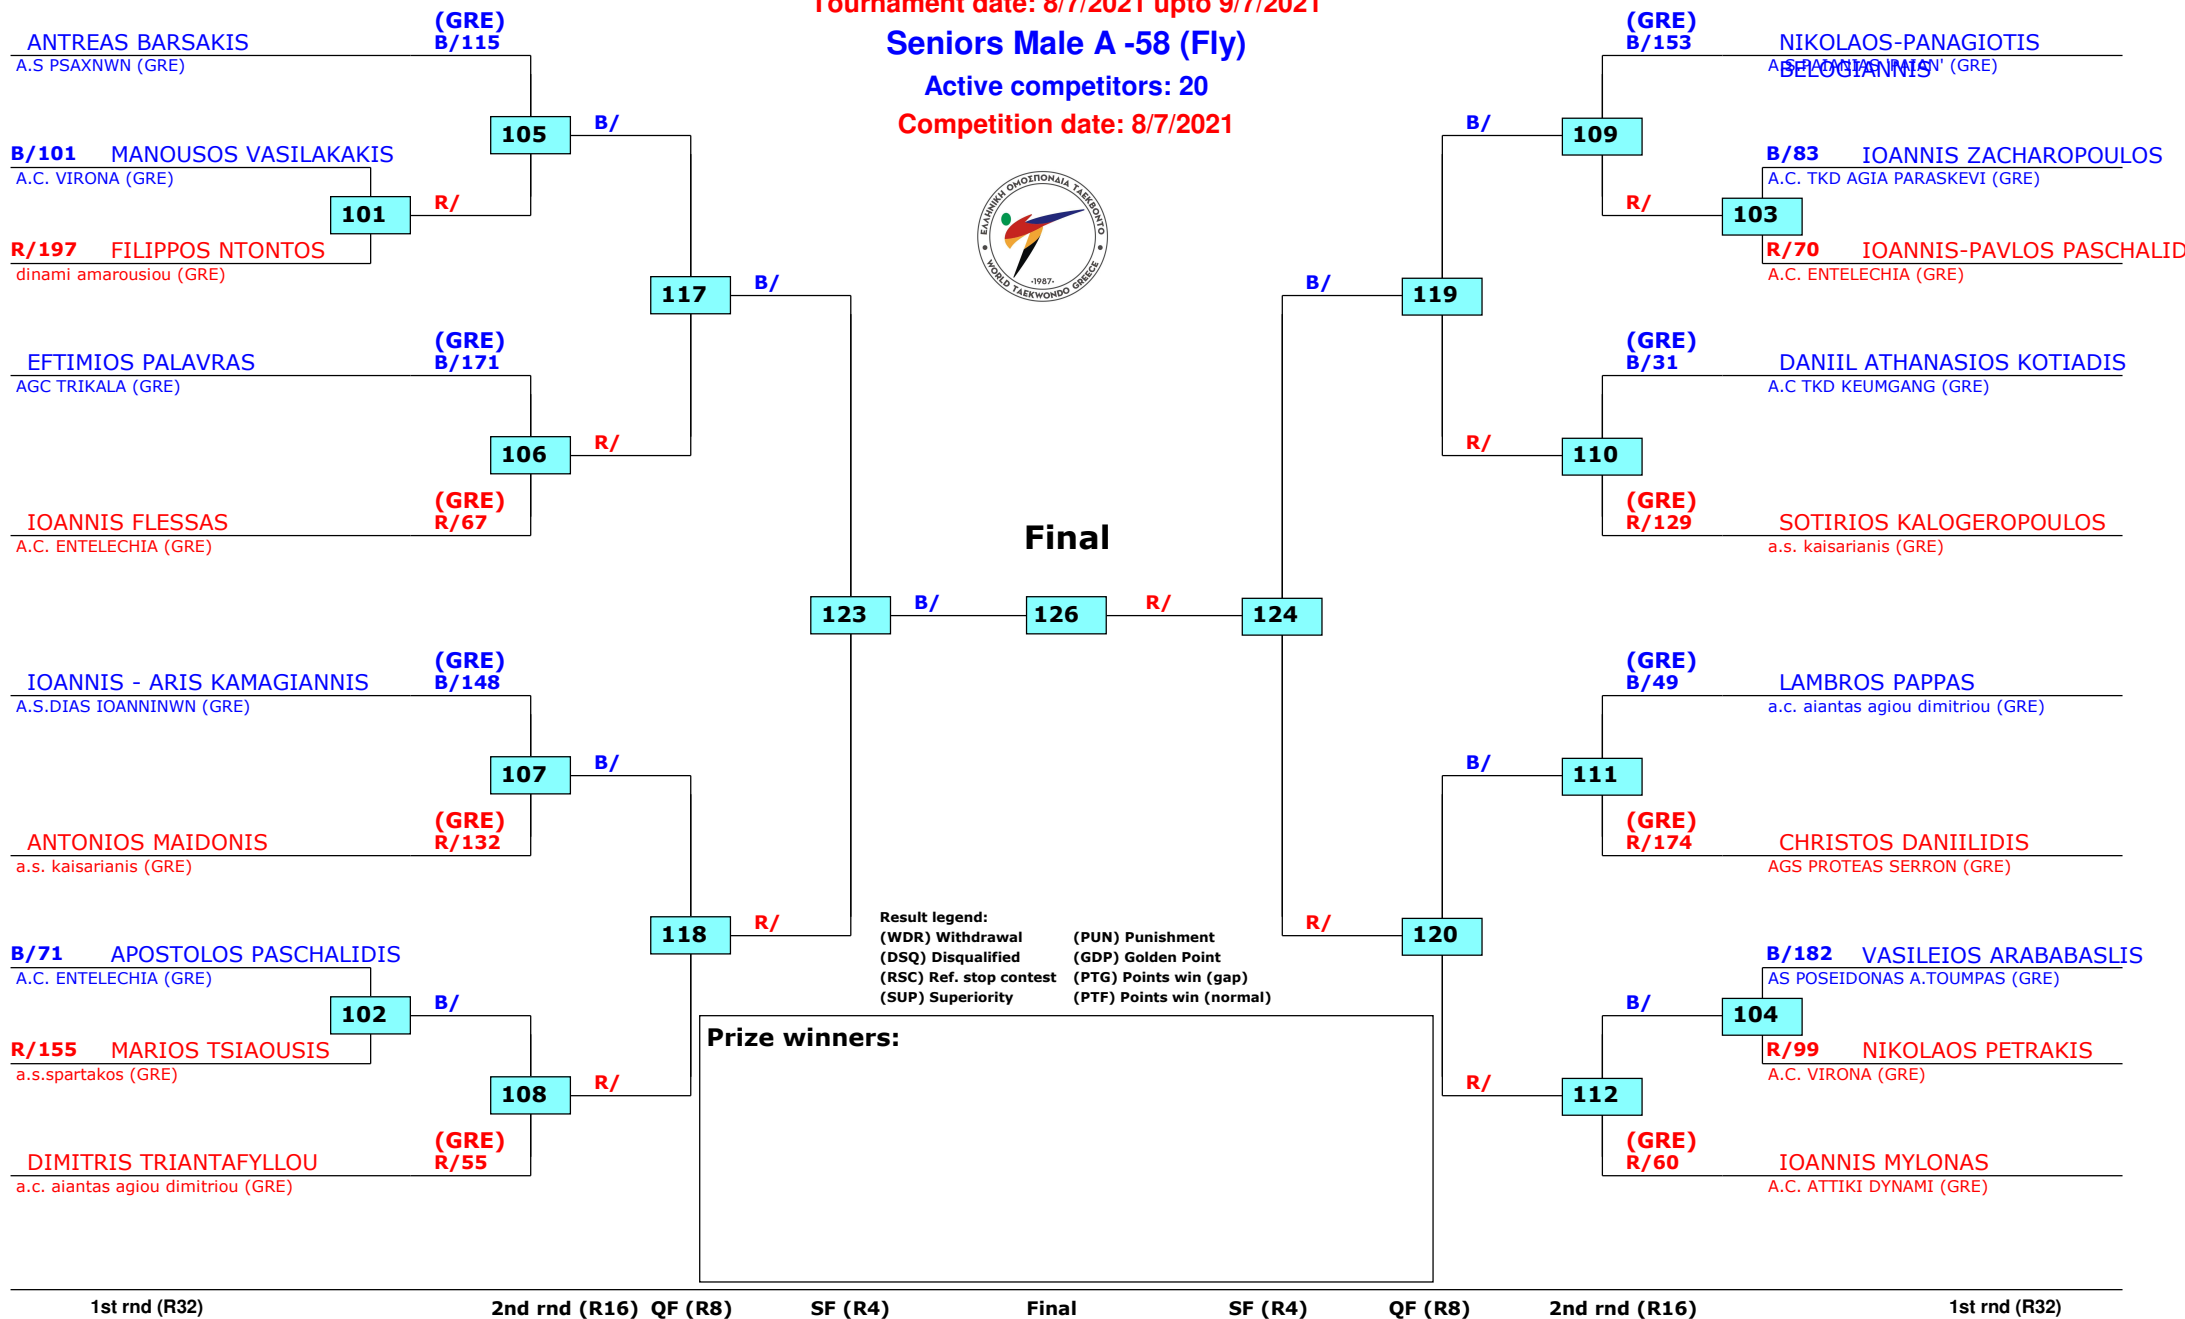 Tournament date: 8/7/2021 upto 9/7/2021
Seniors Male A -58 (Fly)
Active competitors: 20
Competition date: 8/7/2021
ΕΛΛΗΝΙΚΗ ΟΜΟΣΠΟΝΔΙΑ ΤΑΕΚΒΟΝΤΟ
·1987·
WORLD TAEKWONDO GREECE
(GRE)
ANTREAS BARSAKIS B/115
A.S PSAXNWN (GRE)
105 B/
B/101 MANOUSOS VASILAKAKIS
A.C. VIRONA (GRE)
101 R/
R/197 FILIPPOS NTONTOS
dinami amarousiou (GRE)
117 B/
(GRE)
EFTIMIOS PALAVRAS B/171
AGC TRIKALA (GRE)
106 R/
(GRE)
IOANNIS FLESSAS R/67
A.C. ENTELECHIA (GRE)
123 B/
(GRE)
IOANNIS - ARIS KAMAGIANNIS B/148
A.S.DIAS IOANNINWN (GRE)
107 B/
(GRE)
ANTONIOS MAIDONIS R/132
a.s. kaisarianis (GRE)
118 R/
B/71 APOSTOLOS PASCHALIDIS
A.C. ENTELECHIA (GRE)
102 B/
R/155 MARIOS TSIAOUSIS
a.s.spartakos (GRE)
108 R/
(GRE)
DIMITRIS TRIANTAFYLLOU R/55
a.c. aiantas agiou dimitriou (GRE)
Final
126 R/
(GRE)
B/153 NIKOLAOS-PANAGIOTIS
BELOGIANNIS
A.S PAIANIAS 'PAIAN' (GRE)
B/ 109
B/83 IOANNIS ZACHAROPOULOS
A.C. TKD AGIA PARASKEVI (GRE)
R/ 103
R/70 IOANNIS-PAVLOS PASCHALID
A.C. ENTELECHIA (GRE)
B/ 119
(GRE)
B/31 DANIIL ATHANASIOS KOTIADIS
A.C TKD KEUMGANG (GRE)
R/ 110
(GRE)
R/129 SOTIRIOS KALOGEROPOULOS
a.s. kaisarianis (GRE)
124
(GRE)
B/49 LAMBROS PAPPAS
a.c. aiantas agiou dimitriou (GRE)
B/ 111
(GRE)
R/174 CHRISTOS DANIILIDIS
AGS PROTEAS SERRON (GRE)
R/ 120
B/182 VASILEIOS ARABABASLIS
AS POSEIDONAS A.TOUMPAS (GRE)
B/ 104
R/99 NIKOLAOS PETRAKIS
A.C. VIRONA (GRE)
R/ 112
(GRE)
R/60 IOANNIS MYLONAS
A.C. ATTIKI DYNAMI (GRE)
Result legend:
(WDR) Withdrawal (PUN) Punishment
(DSQ) Disqualified (GDP) Golden Point
(RSC) Ref. stop contest (PTG) Points win (gap)
(SUP) Superiority (PTF) Points win (normal)
Prize winners:
1st rnd (R32) 2nd rnd (R16) QF (R8) SF (R4) Final SF (R4) QF (R8) 2nd rnd (R16) 1st rnd (R32)